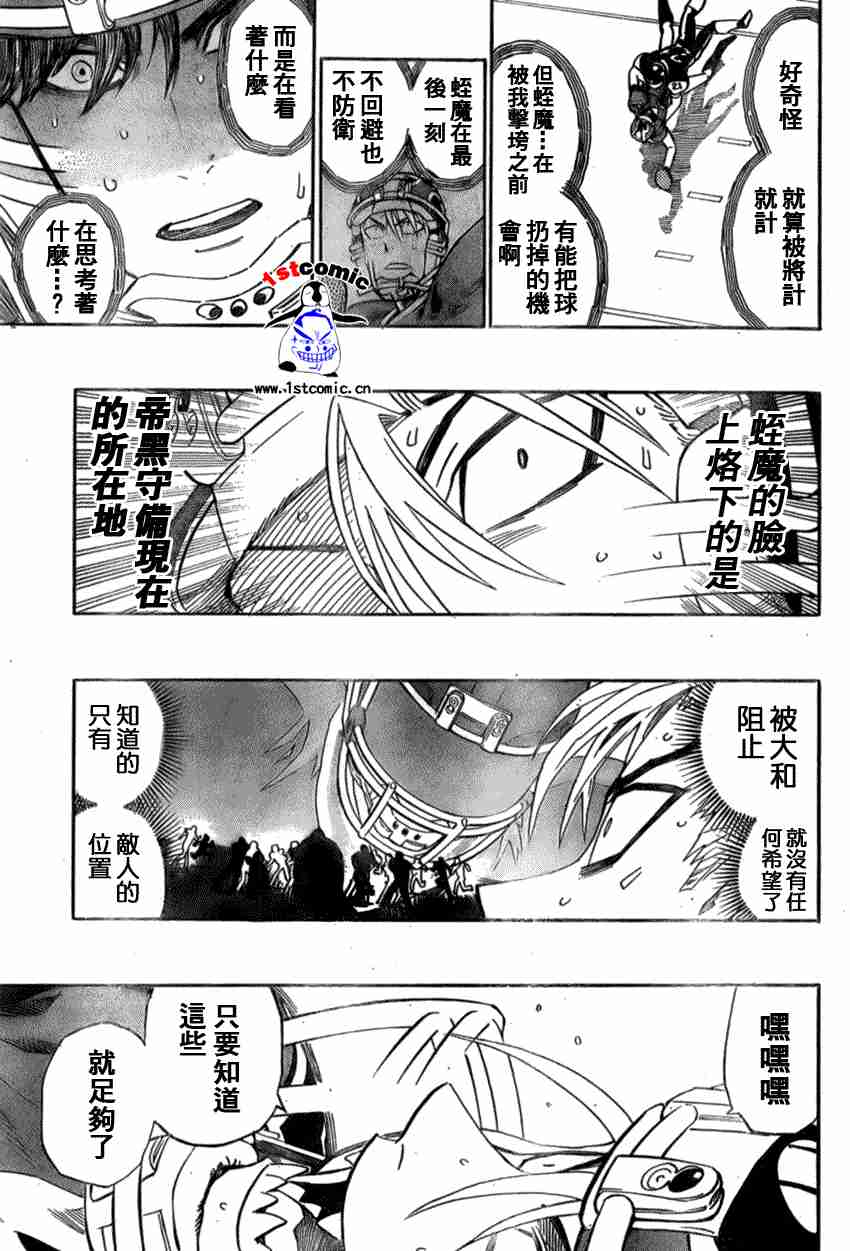 好奇怪
就算被將計
就計
但蛭魔…在
被我擊垮之前
有能把球
扔掉的機
會啊
蛭魔在最
後一刻
不回避也
不防衛
而是在看
著什麼
在思考著
什麼…?
1stcomic
www.1stcomic.cn
蛭魔的臉
上烙下的是
帝黑守備現在
的所在地
被大和
阻止
就沒有任
何希望了
知道的
只有
敵人的
位置
嘿嘿嘿
只要知道
這些
就足夠了